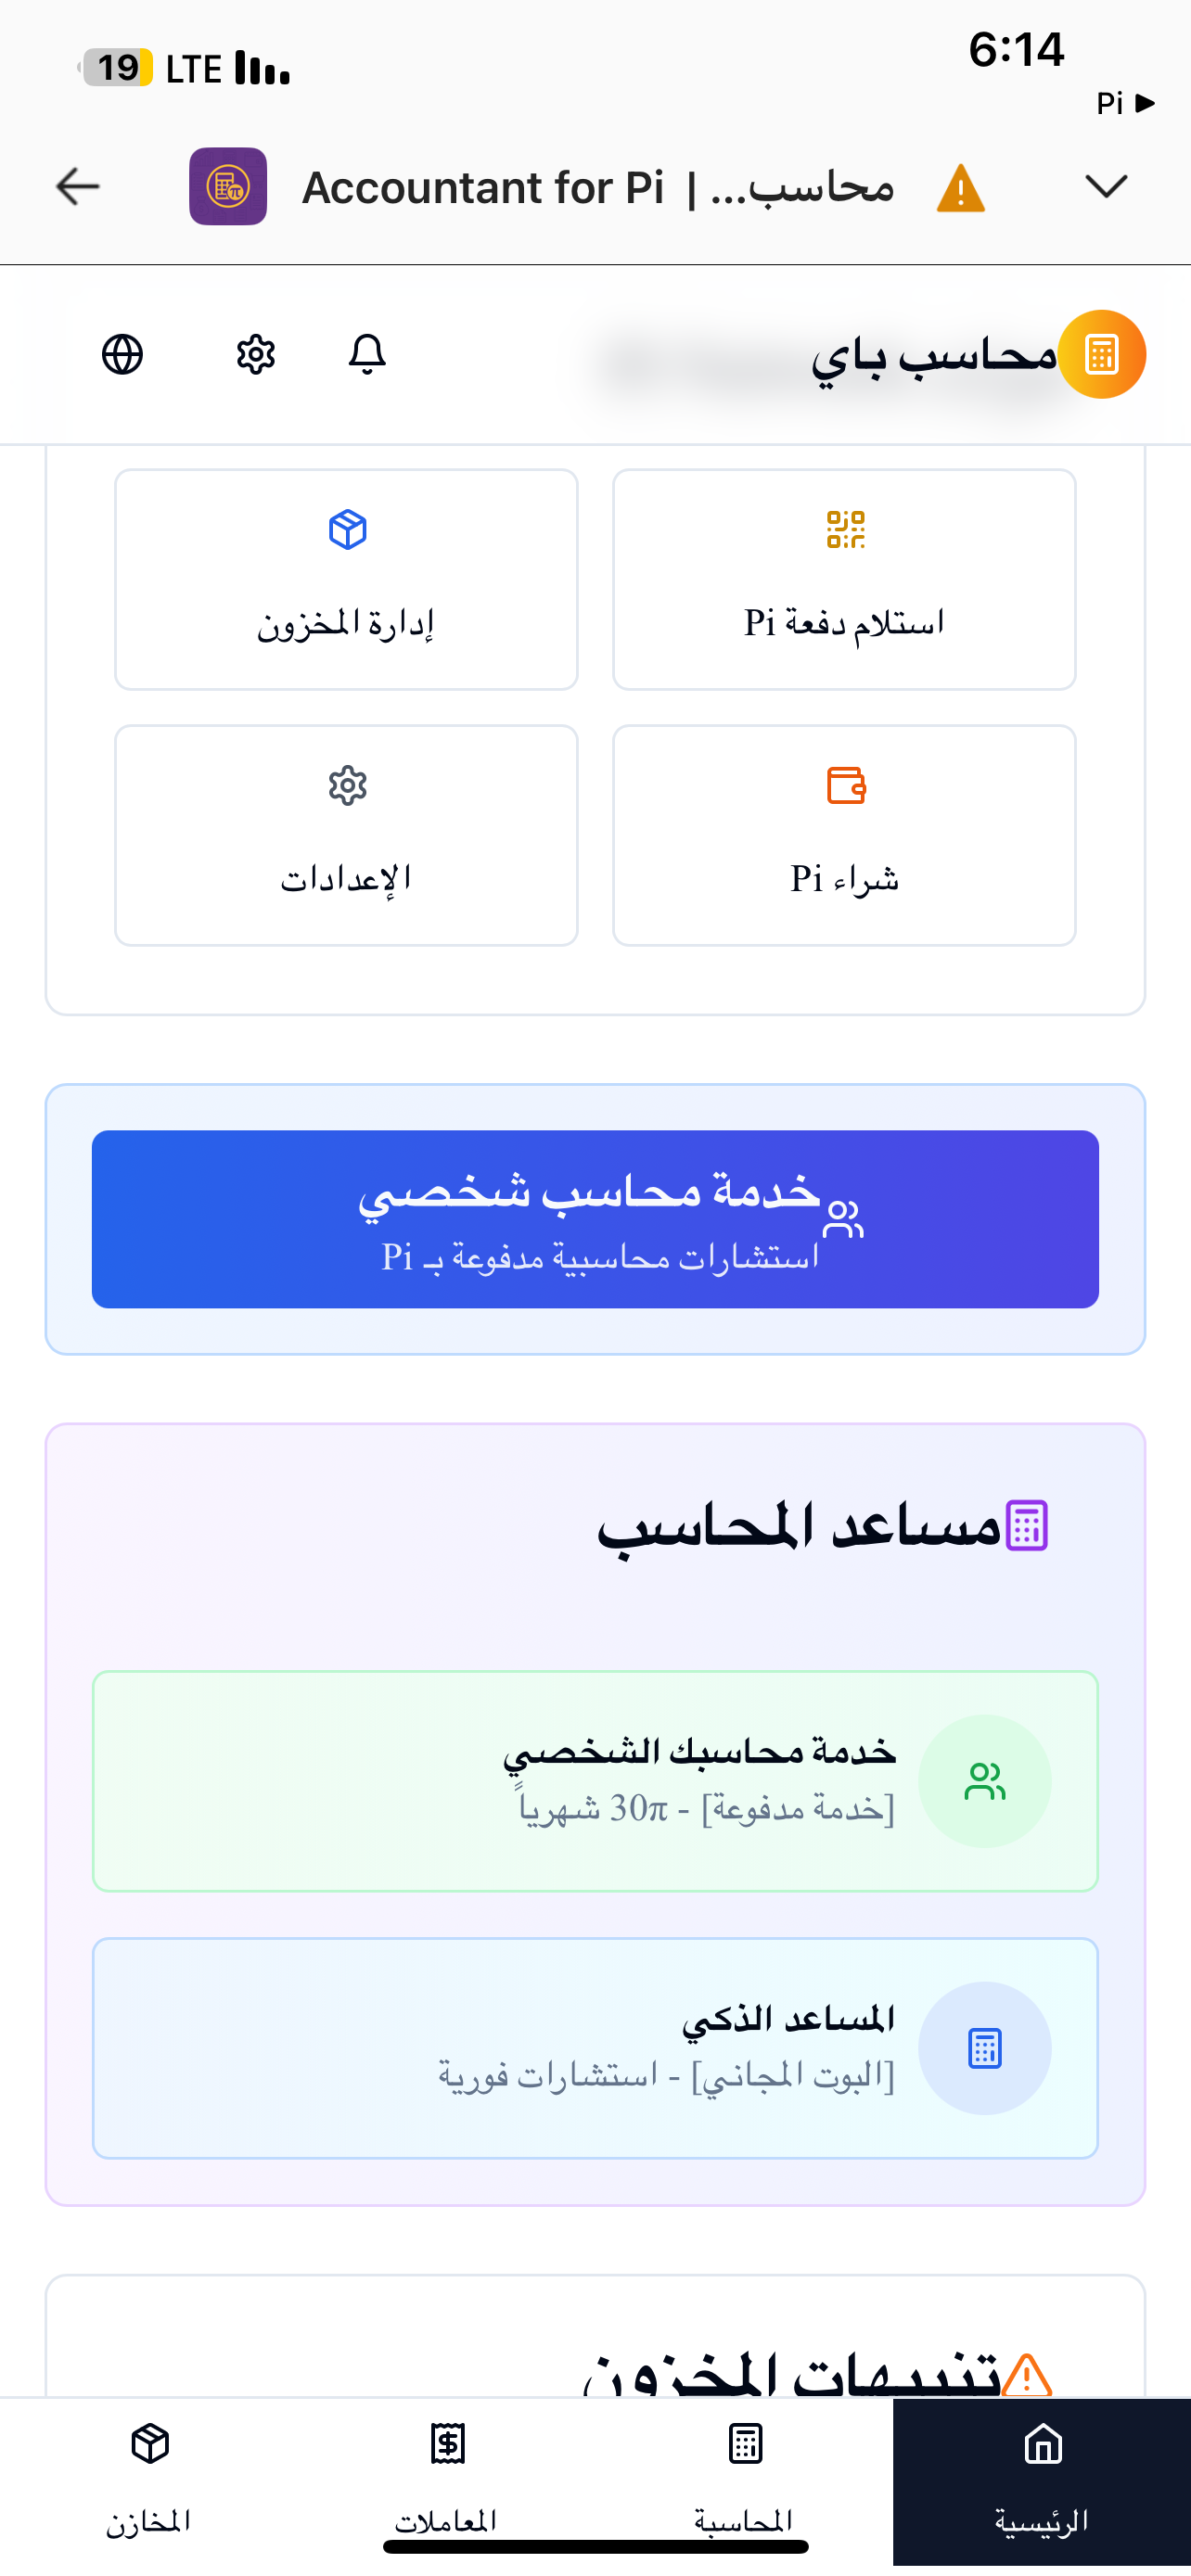 19 LTE
6:14
Pi
Accountant for Pi | محاسب...
محاسب باي
استلام دفعة Pi
إدارة المخزون
شراء Pi
الإعدادات
خدمة محاسب شخصي
استشارات محاسبية مدفوعة بـ Pi
مساعد المحاسب
خدمة محاسبك الشخصي
[خدمة مدفوعة] - 30π شهرياً
المساعد الذكي
[البوت المجاني] - استشارات فورية
تنبيهات المخزون
الرئيسية
المحاسبة
المعاملات
المخازن